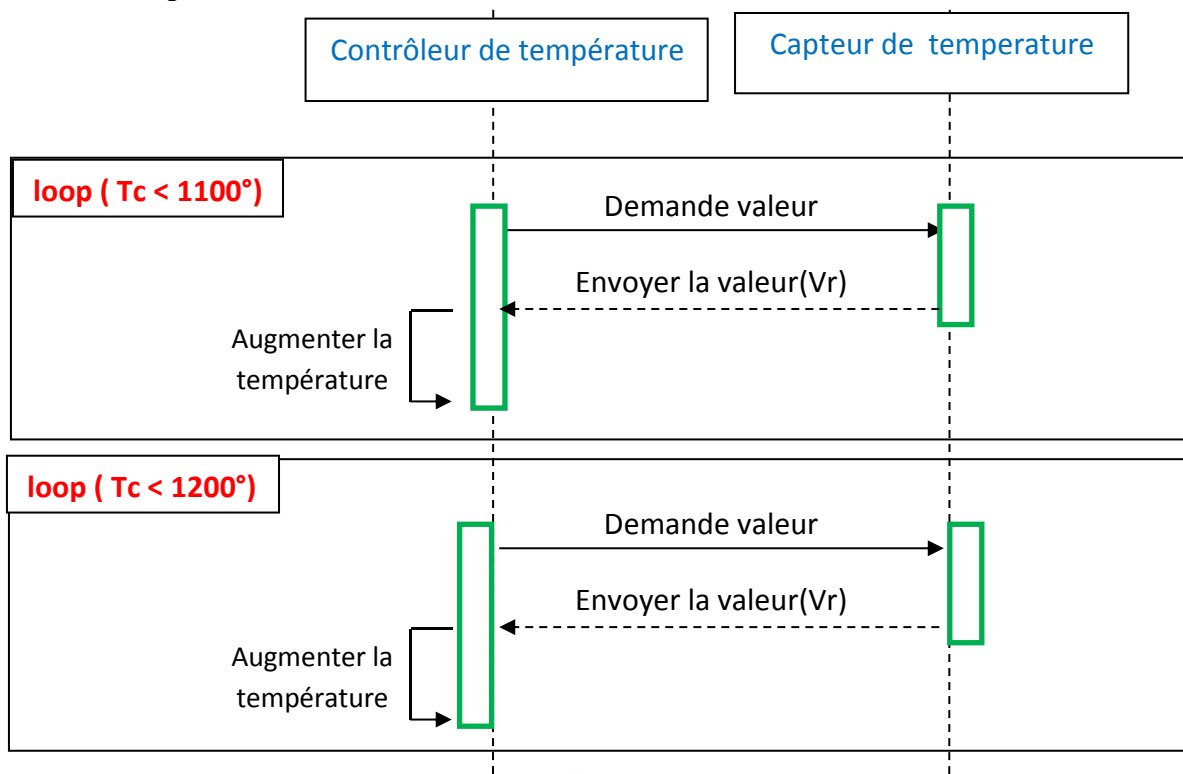 Contrôleur de température
Capteur de temperature
loop ( Tc < 1100°)
Demande valeur
Envoyer la valeur(Vr)
Augmenter la
température
loop ( Tc < 1200°)
Demande valeur
Envoyer la valeur(Vr)
Augmenter la
température